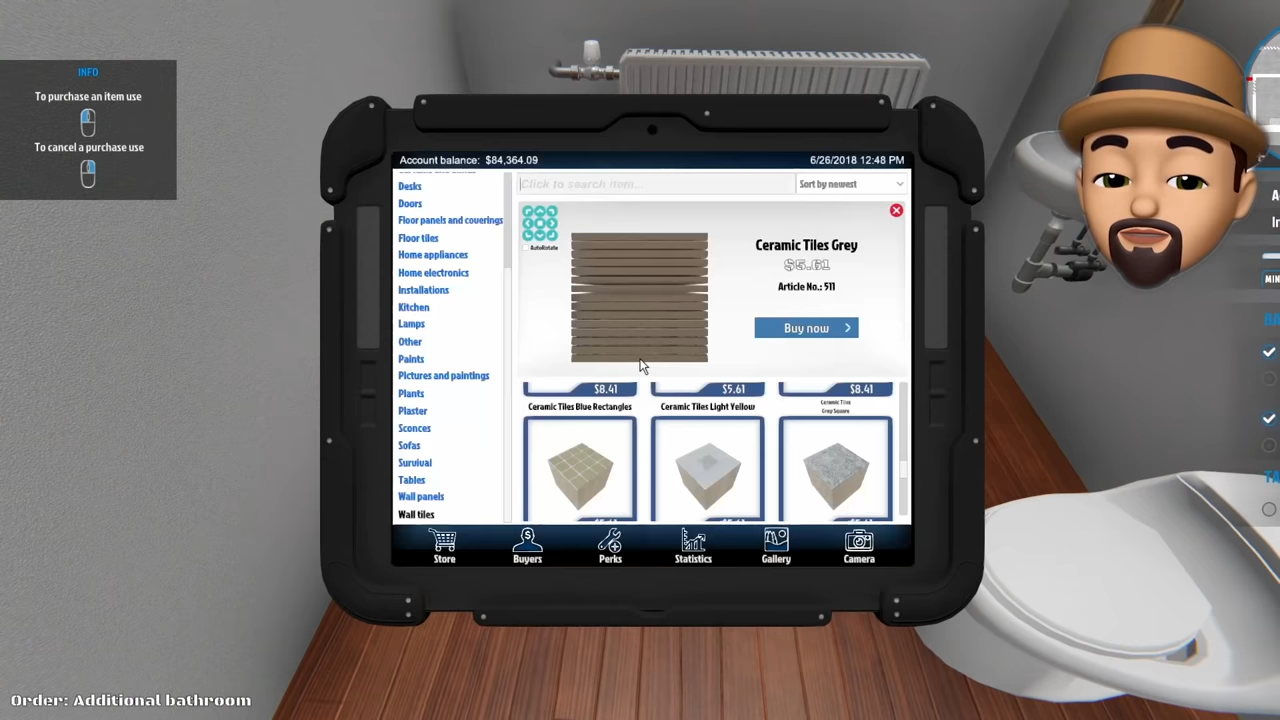 INFO
To purchase an item use
To cancel a purchase use
Account balance: $84,364.09
6/26/2018 12:48 PM
Desks
Doors
Floor panels and coverings
Floor tiles
Home appliances
Home electronics
Installations
Kitchen
Lamps
Other
Paints
Pictures and paintings
Plants
Plaster
Sconces
Sofas
Survival
Tables
Wall panels
Wall tiles
Click to search item...
Sort by newest
AutoRotate
Ceramic Tiles Grey
$5.61
Article No.: 511
Buy now
$8.41
$5.61
$8.41
Ceramic Tiles Blue Rectangles
Ceramic Tiles Light Yellow
Ceramic Tiles
Grey Square
Store
Buyers
Perks
Statistics
Gallery
Camera
MIN
Order: Additional bathroom